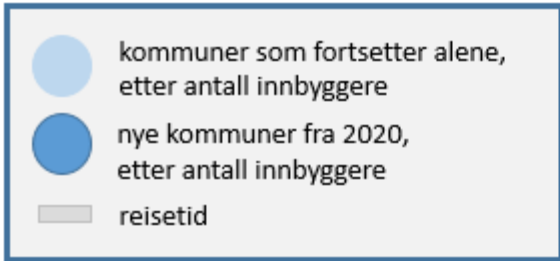 kommuner som fortsetter alene,
etter antall innbyggere
nye kommuner fra 2020,
etter antall innbyggere
reisetid